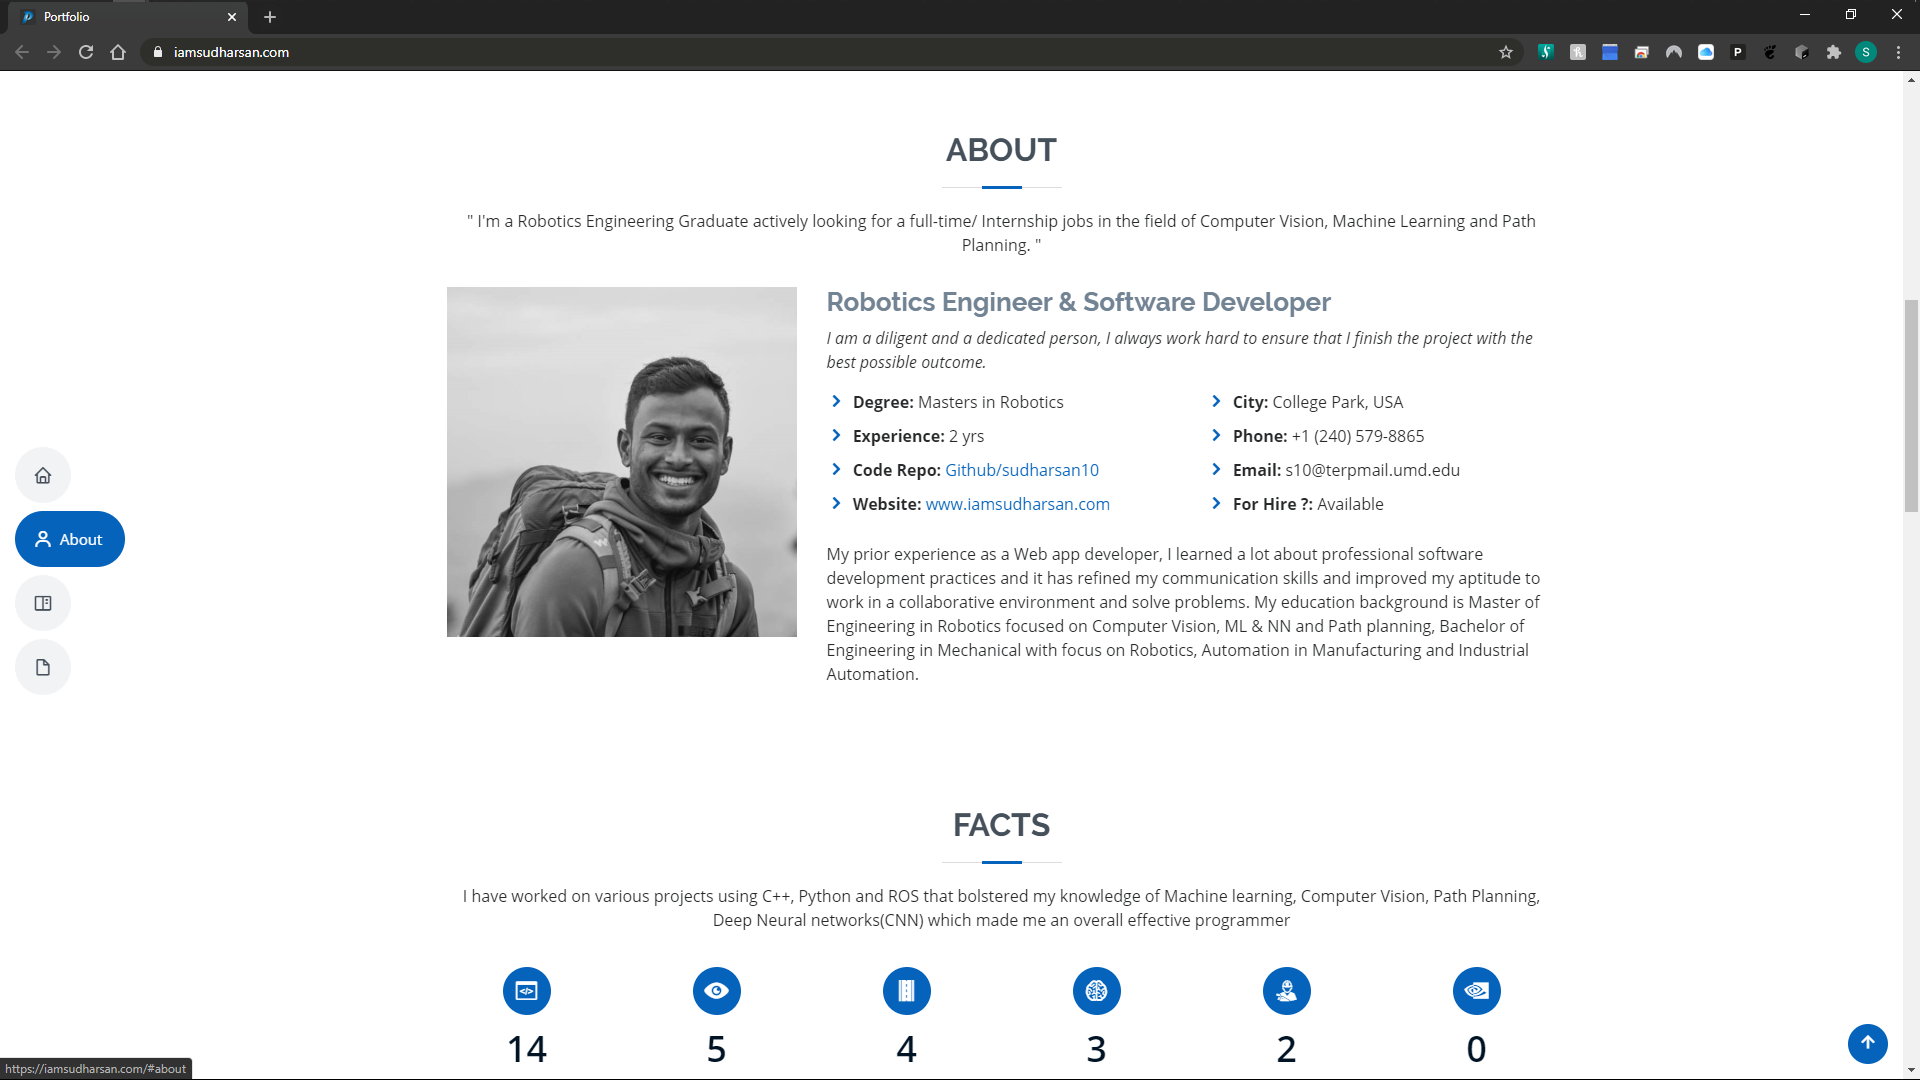 Portfolio
iamsudharsan.com
P
S
ABOUT
" I'm a Robotics Engineering Graduate actively looking for a full-time/ Internship jobs in the field of Computer Vision, Machine Learning and Path
Planning. "
Robotics Engineer & Software Developer
I am a diligent and a dedicated person, I always work hard to ensure that I finish the project with the
best possible outcome.
Degree: Masters in Robotics
City: College Park, USA
Experience: 2 yrs
Phone: +1 (240) 579-8865
Code Repo: Github/sudharsan10
Email: s10@terpmail.umd.edu
Website: www.iamsudharsan.com
For Hire ?: Available
About
My prior experience as a Web app developer, I learned a lot about professional software
development practices and it has refined my communication skills and improved my aptitude to
work in a collaborative environment and solve problems. My education background is Master of
Engineering in Robotics focused on Computer Vision, ML & NN and Path planning, Bachelor of
Engineering in Mechanical with focus on Robotics, Automation in Manufacturing and Industrial
Automation.
FACTS
I have worked on various projects using C++, Python and ROS that bolstered my knowledge of Machine learning, Computer Vision, Path Planning,
Deep Neural networks(CNN) which made me an overall effective programmer
14 5 4 3 2 0
https://iamsudharsan.com/#about